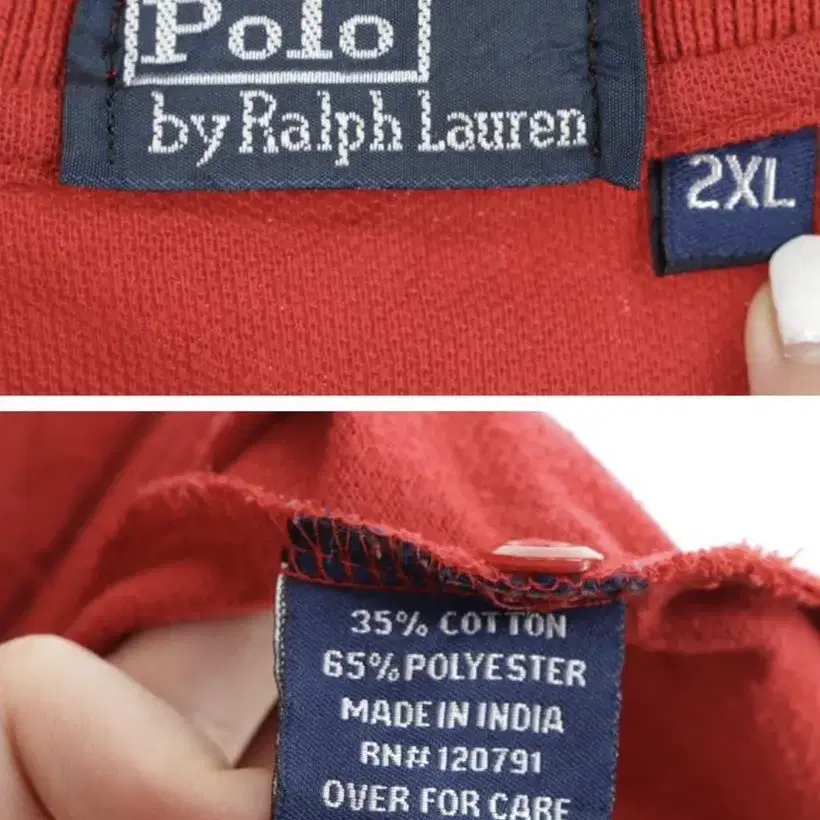 Polo
by Ralph Lauren
2XL
35% COTTON
65% POLYESTER
MADE IN INDIA
RN# 120791
OVER FOR CARE